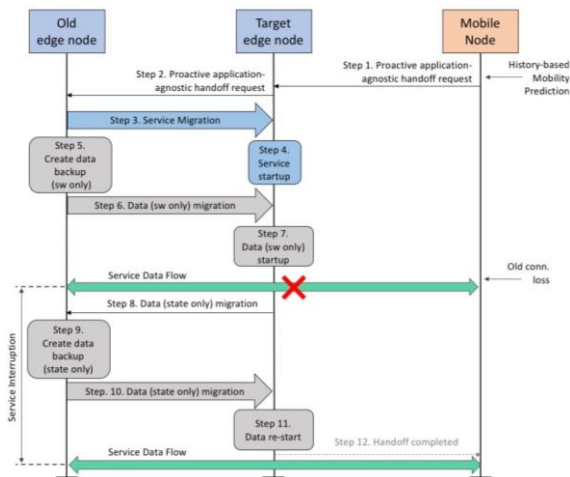 Old
edge node
Target
edge node
Mobile
Node
Step 1. Proactive application-
agnostic handoff request
History-based
Mobility
Prediction
Step 2. Proactive application-
agnostic handoff request
Step 3. Service Migration
Step 4.
Service
startup
Step 5.
Create data
backup
(sw only)
Step 6. Data (sw only) migration
Step 7.
Data (sw only)
startup
Service Data Flow
Old conn.
loss
Step 8. Data (state only) migration
Service Interruption
Step 9.
Create data
backup
(state only)
Step. 10. Data (state only) migration
Step 11.
Data re-start
Step 12. Handoff completed
Service Data Flow